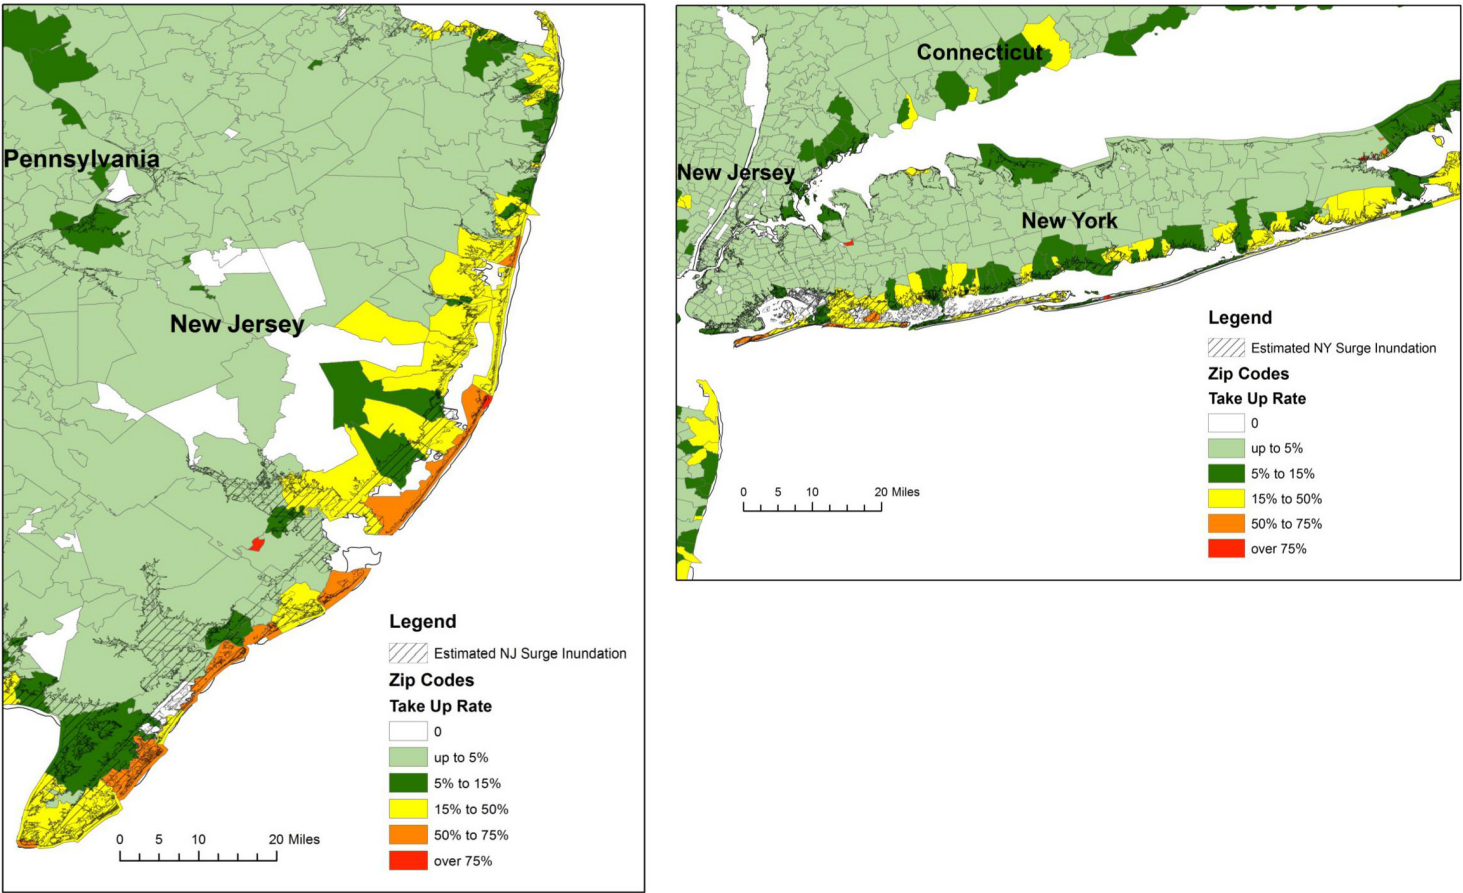 Pennsylvania
New Jersey
Legend
Estimated NJ Surge Inundation
Zip Codes
Take Up Rate
0
up to 5%
5% to 15%
15% to 50%
50% to 75%
over 75%
0 5 10 20 Miles
Connecticut
New Jersey
New York
Legend
Estimated NY Surge Inundation
Zip Codes
Take Up Rate
0
up to 5%
5% to 15%
15% to 50%
50% to 75%
over 75%
0 5 10 20 Miles